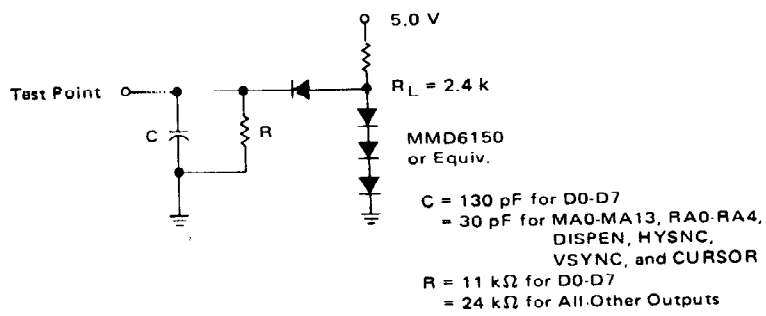 5.0 V
Test Point
R_L = 2.4 k
C
R
MMD6150
or Equiv.
C = 130 pF for D0-D7
= 30 pF for MA0-MA13, RA0-RA4,
DISPEN, HYSNC,
VSYNC, and CURSOR
R = 11 kΩ for D0-D7
= 24 kΩ for All Other Outputs